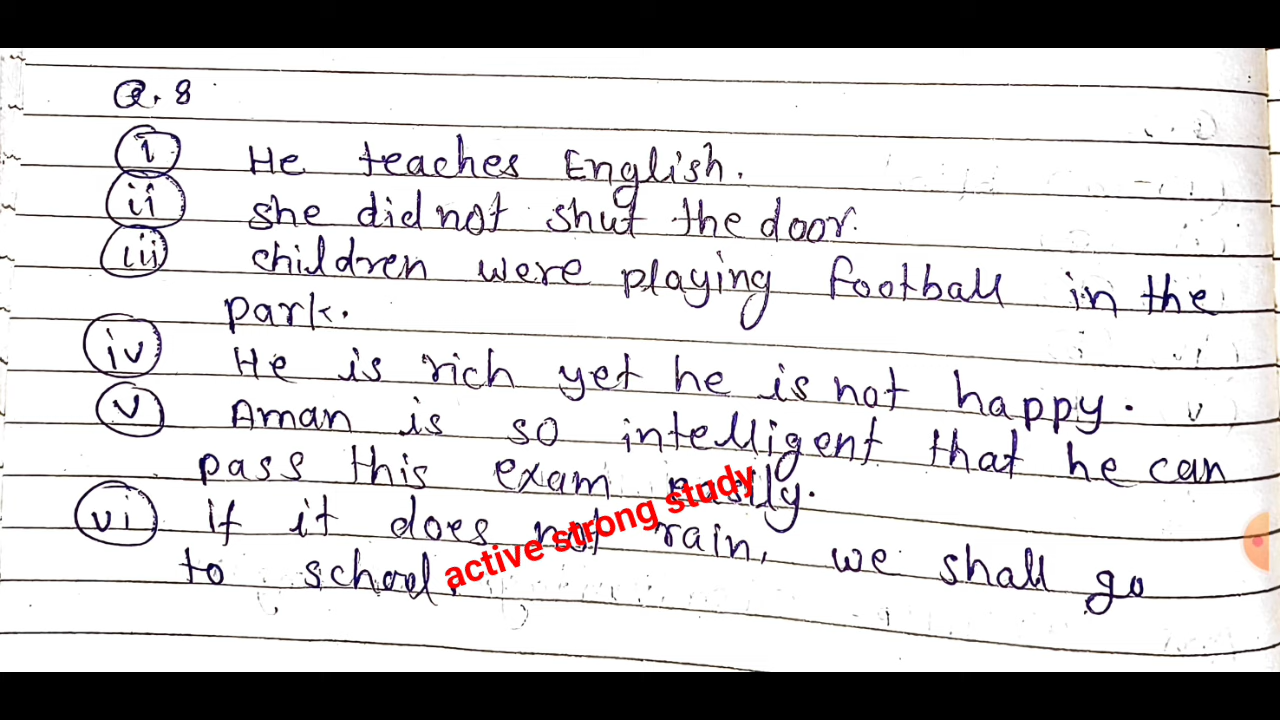 Q. 8
i He teaches English.
ii she did not shut the door.
iii children were playing football in the
park.
iv He is rich yet he is not happy.
v Aman is so intelligent that he can
pass this exam easily.
vi if it does not rain, we shall go
to school.
active strong study